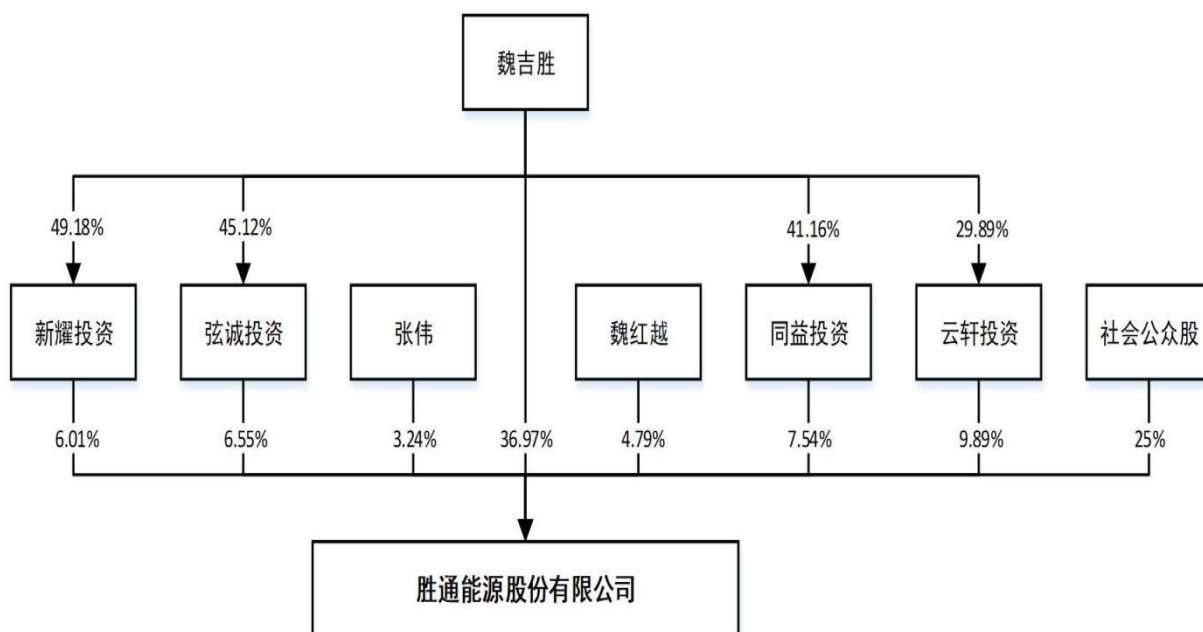 魏吉胜
49.18%
45.12%
41.16%
29.89%
新耀投资
弦诚投资
张伟
魏红越
同益投资
云轩投资
社会公众股
6.01%
6.55%
3.24%
36.97%
4.79%
7.54%
9.89%
25%
胜通能源股份有限公司